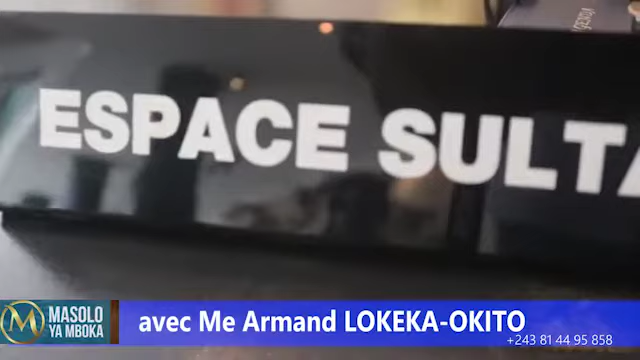 ESPACE SULTA
MASOLO
YA MBOKA
avec Me Armand LOKEKA-OKITO
+243 81 44 95 858